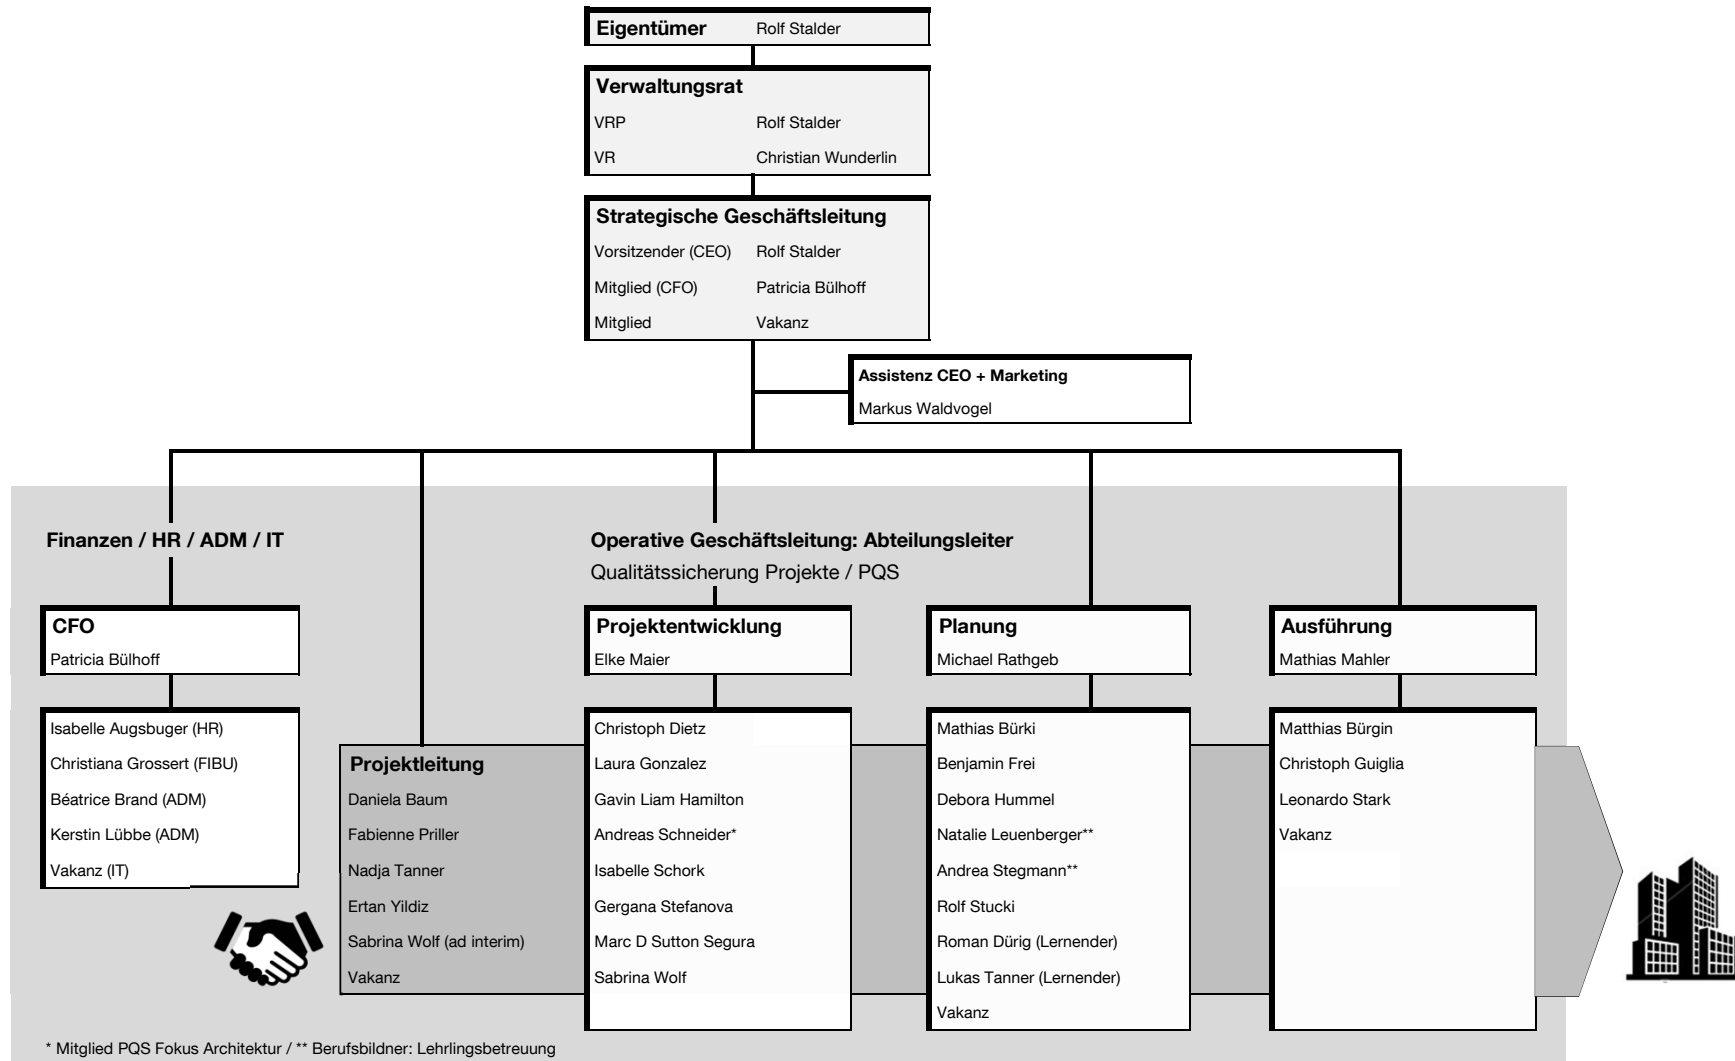 Eigentümer Rolf Stalder
Verwaltungsrat
VRP Rolf Stalder
VR Christian Wunderlin
Strategische Geschäftsleitung
Vorsitzender (CEO) Rolf Stalder
Mitglied (CFO) Patricia Bülhoff
Mitglied Vakanz
Assistenz CEO + Marketing
Markus Waldvogel
Finanzen / HR / ADM / IT
Operative Geschäftsleitung: Abteilungsleiter
Qualitätssicherung Projekte / PQS
CFO
Patricia Bülhoff
Isabelle Augsbuger (HR)
Christiana Grossert (FIBU)
Béatrice Brand (ADM)
Kerstin Lübbe (ADM)
Vakanz (IT)
Projektleitung
Daniela Baum
Fabienne Priller
Nadja Tanner
Ertan Yildiz
Sabrina Wolf (ad interim)
Vakanz
Projektentwicklung
Elke Maier
Christoph Dietz
Laura Gonzalez
Gavin Liam Hamilton
Andreas Schneider*
Isabelle Schork
Gergana Stefanova
Marc D Sutton Segura
Sabrina Wolf
Planung
Michael Rathgeb
Mathias Bürki
Benjamin Frei
Debora Hummel
Natalie Leuenberger**
Andrea Stegmann**
Rolf Stucki
Roman Dürig (Lernender)
Lukas Tanner (Lernender)
Vakanz
Ausführung
Mathias Mahler
Matthias Bürgin
Christoph Guiglia
Leonardo Stark
Vakanz
* Mitglied PQS Fokus Architektur / ** Berufsbildner: Lehrlingsbetreuung